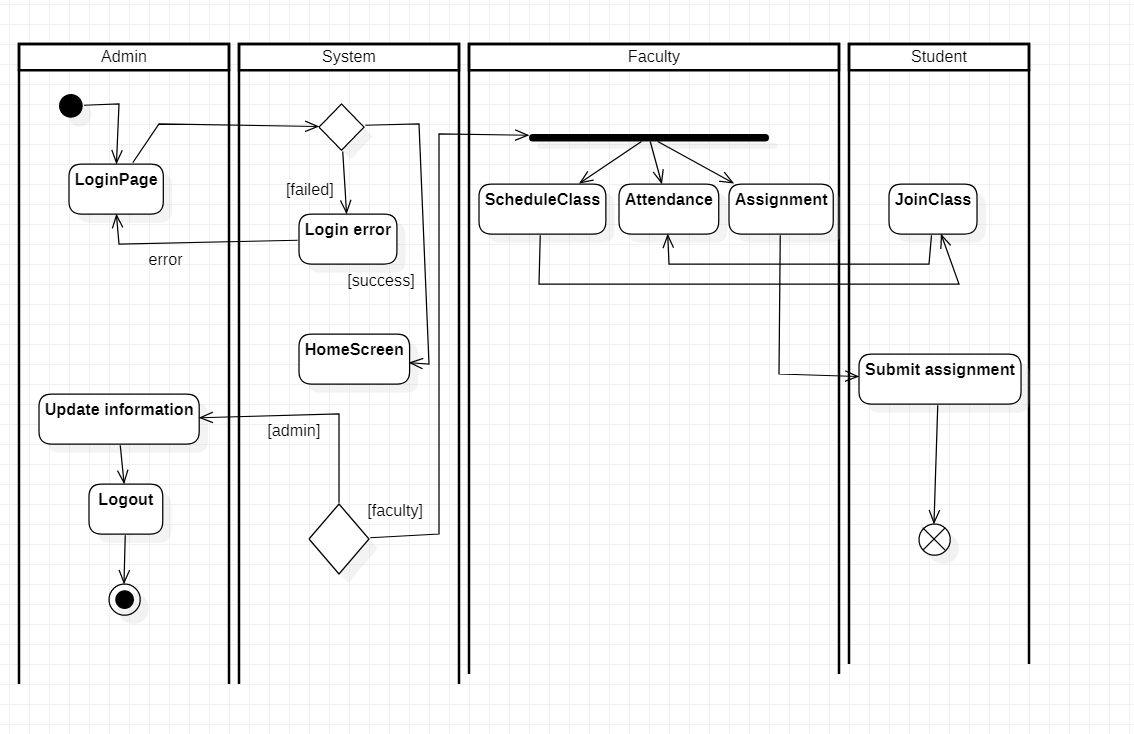 Admin
System
Faculty
Student
LoginPage
[failed]
Login error
error
[success]
ScheduleClass
Attendance
Assignment
JoinClass
HomeScreen
Submit assignment
Update information
[admin]
Logout
[faculty]